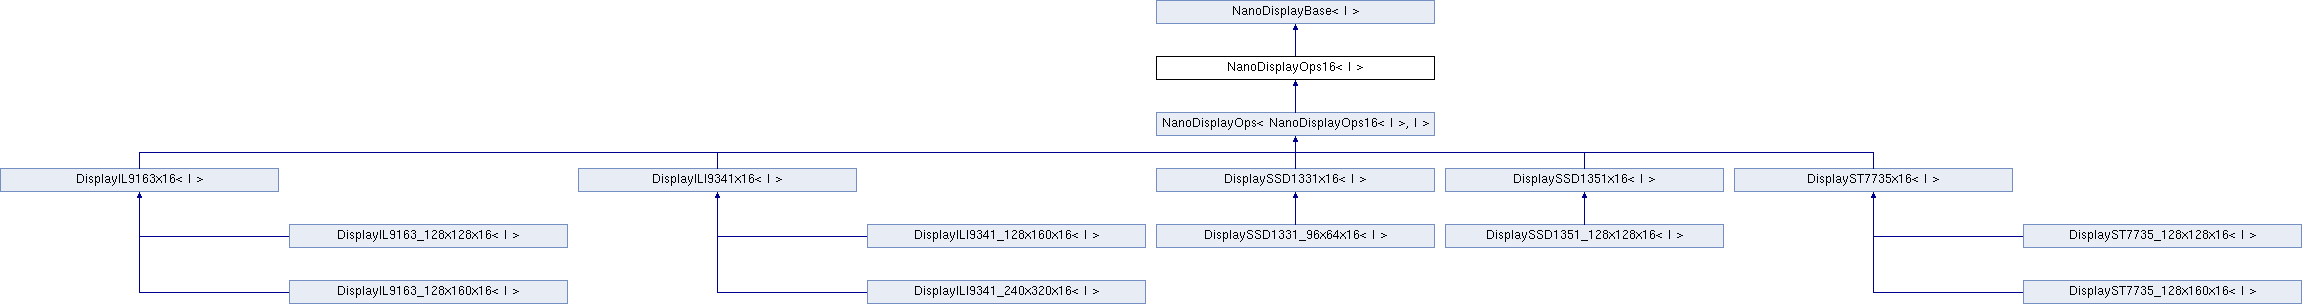 NanoDisplayBase< I >
NanoDisplayOps16< I >
NanoDisplayOps< NanoDisplayOps16< I >, I >
DisplayIL9163x16< I >
DisplayILI9341x16< I >
DisplaySSD1331x16< I >
DisplaySSD1351x16< I >
DisplayST7735x16< I >
DisplayIL9163_128x128x16< I >
DisplayILI9341_128x160x16< I >
DisplaySSD1331_96x64x16< I >
DisplaySSD1351_128x128x16< I >
DisplayST7735_128x128x16< I >
DisplayIL9163_128x160x16< I >
DisplayILI9341_240x320x16< I >
DisplayST7735_128x160x16< I >